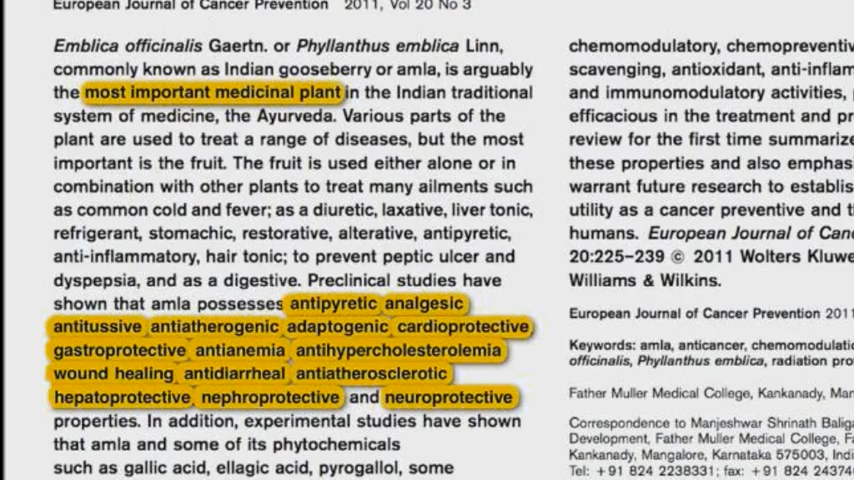 European Journal of Cancer Prevention 2011, Vol 20 No 3
Emblica officinalis Gaertn. or Phyllanthus emblica Linn,
commonly known as Indian gooseberry or amla, is arguably
the most important medicinal plant in the Indian traditional
system of medicine, the Ayurveda. Various parts of the
plant are used to treat a range of diseases, but the most
important is the fruit. The fruit is used either alone or in
combination with other plants to treat many ailments such
as common cold and fever; as a diuretic, laxative, liver tonic,
refrigerant, stomachic, restorative, alterative, antipyretic,
anti-inflammatory, hair tonic; to prevent peptic ulcer and
dyspepsia, and as a digestive. Preclinical studies have
shown that amla possesses antipyretic analgesic
antitussive antiatherogenic adaptogenic cardioprotective
gastroprotective antianemia antihypercholesterolemia
wound healing antidiarrheal antiatherosclerotic
hepatoprotective nephroprotective and neuroprotective
properties. In addition, experimental studies have shown
that amla and some of its phytochemicals
such as gallic acid, ellagic acid, pyrogallol, some
chemomodulatory, chemopreventiv
scavenging, antioxidant, anti-inflam
and immunomodulatory activities,
efficacious in the treatment and pr
review for the first time summarize
these properties and also emphas
warrant future research to establis
utility as a cancer preventive and t
humans. European Journal of Canc
20:225–239 © 2011 Wolters Kluwe
Williams & Wilkins.
European Journal of Cancer Prevention 2011
Keywords: amla, anticancer, chemomodulatio
officinalis, Phyllanthus emblica, radiation pro
Father Muller Medical College, Kankanady, Man
Correspondence to Manjeshwar Shrinath Baliga
Development, Father Muller Medical College, Fa
Kankanady, Mangalore, Karnataka 575003, Indi
Tel: +91 824 2238331; fax: +91 824 24374